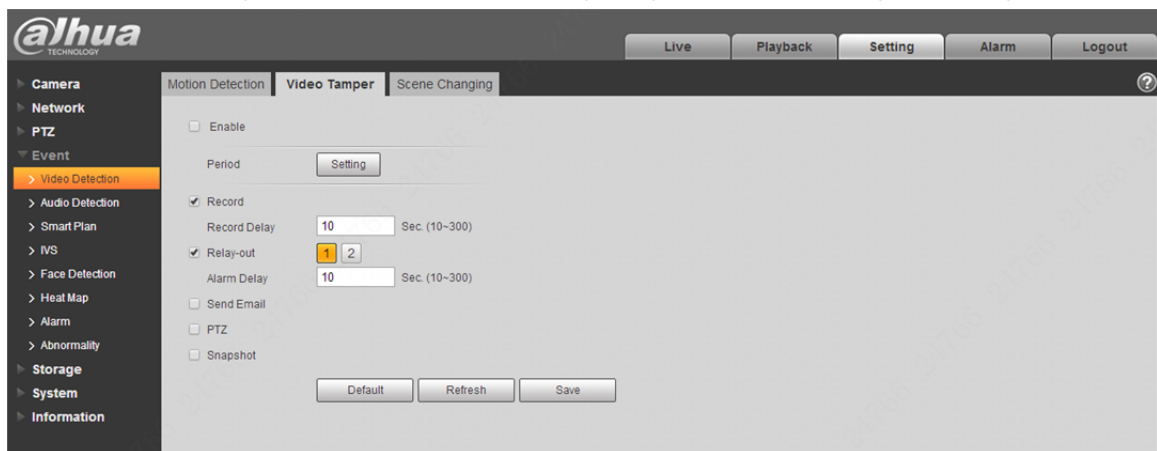 alhua
TECHNOLOGY
Live Playback Setting Alarm Logout
Camera
Network
PTZ
Event
Video Detection
Audio Detection
Smart Plan
IVS
Face Detection
Heat Map
Alarm
Abnormality
Storage
System
Information
Motion Detection Video Tamper Scene Changing ?
Enable
Period Setting
Record
Record Delay 10 Sec. (10~300)
Relay-out 1 2
Alarm Delay 10 Sec. (10~300)
Send Email
PTZ
Snapshot
Default Refresh Save